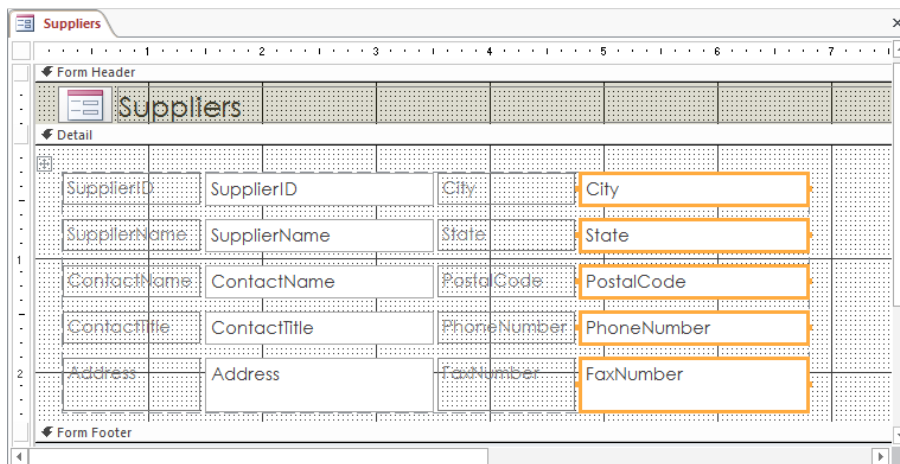 Suppliers
1 2 3 4 5 6 7
Form Header
Suppliers
Detail
SupplierID SupplierID City City
SupplierName SupplierName State State
1
ContactName ContactName PostalCode PostalCode
ContactTitle ContactTitle PhoneNumber PhoneNumber
2
Address Address FaxNumber FaxNumber
Form Footer